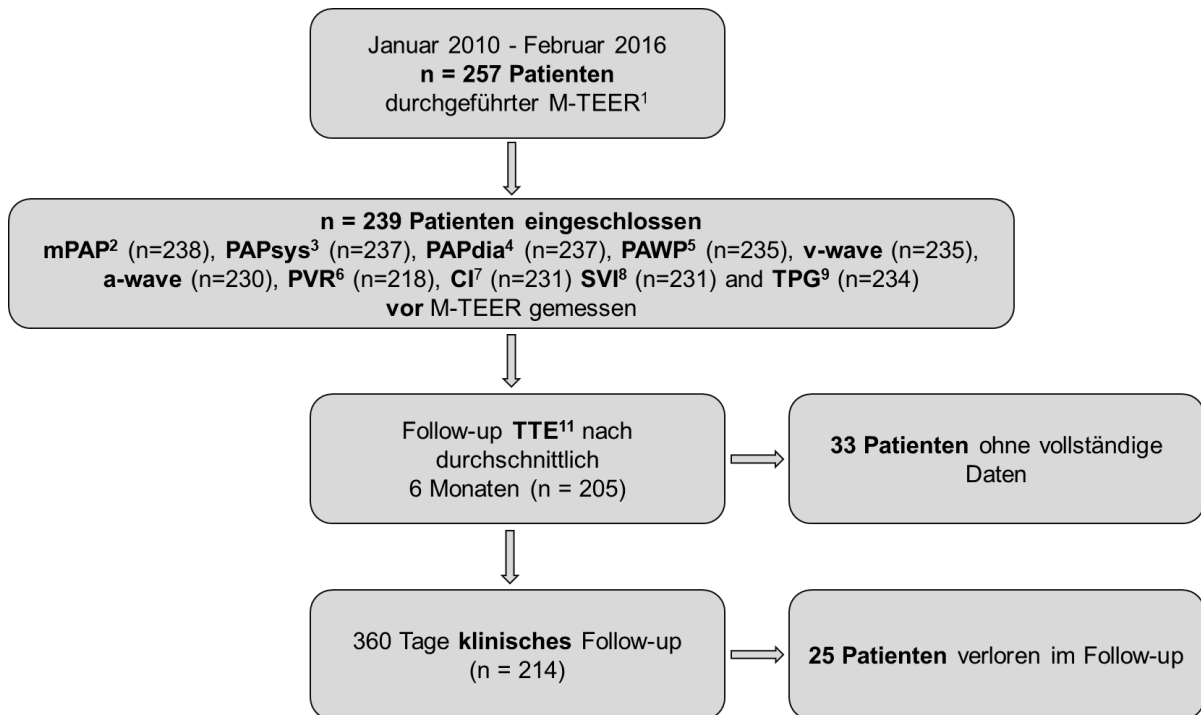 Januar 2010 - Februar 2016
n = 257 Patienten
durchgeführter M-TEER¹
n = 239 Patienten eingeschlossen
mPAP² (n=238), PAPsys³ (n=237), PAPdia⁴ (n=237), PAWP⁵ (n=235), v-wave (n=235),
a-wave (n=230), PVR⁶ (n=218), CI⁷ (n=231) SVI⁸ (n=231) and TPG⁹ (n=234)
vor M-TEER gemessen
Follow-up TTE¹¹ nach
durchschnittlich
6 Monaten (n = 205)
33 Patienten ohne vollständige
Daten
360 Tage klinisches Follow-up
(n = 214)
25 Patienten verloren im Follow-up